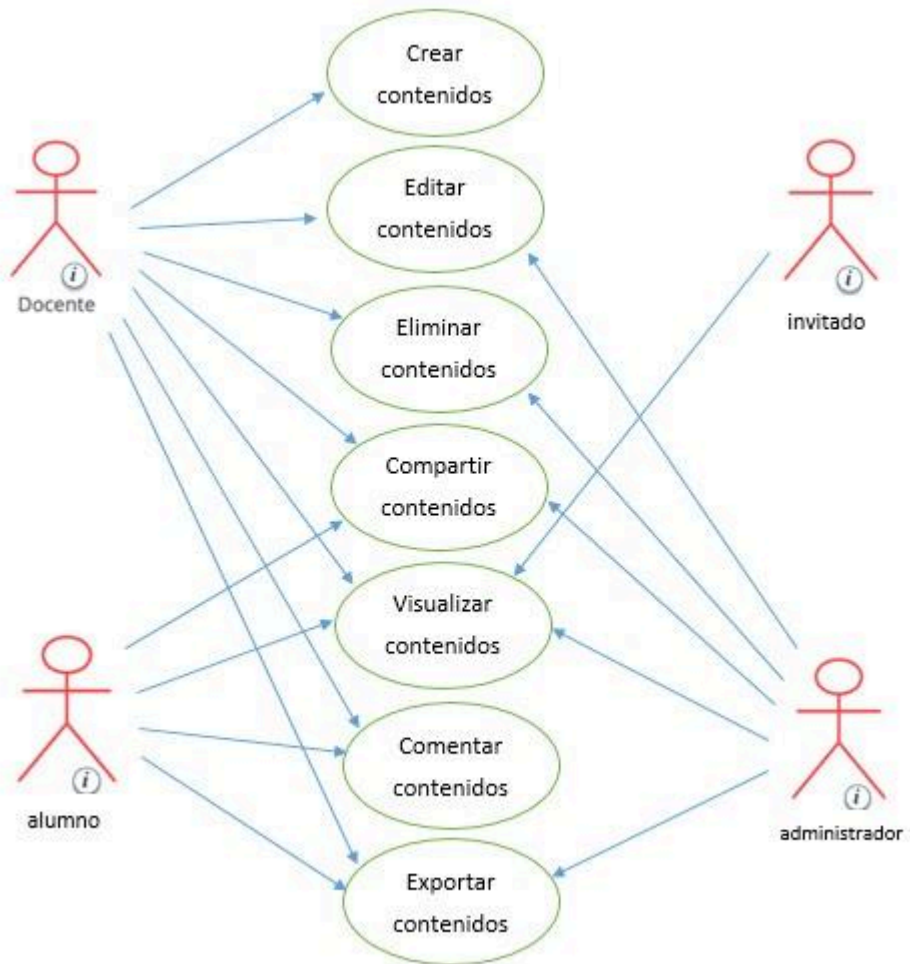 Crear
contenidos
Editar
contenidos
i
Docente
i
invitado
Eliminar
contenidos
Compartir
contenidos
Visualizar
contenidos
i
alumno
Comentar
contenidos
i
administrador
Exportar
contenidos